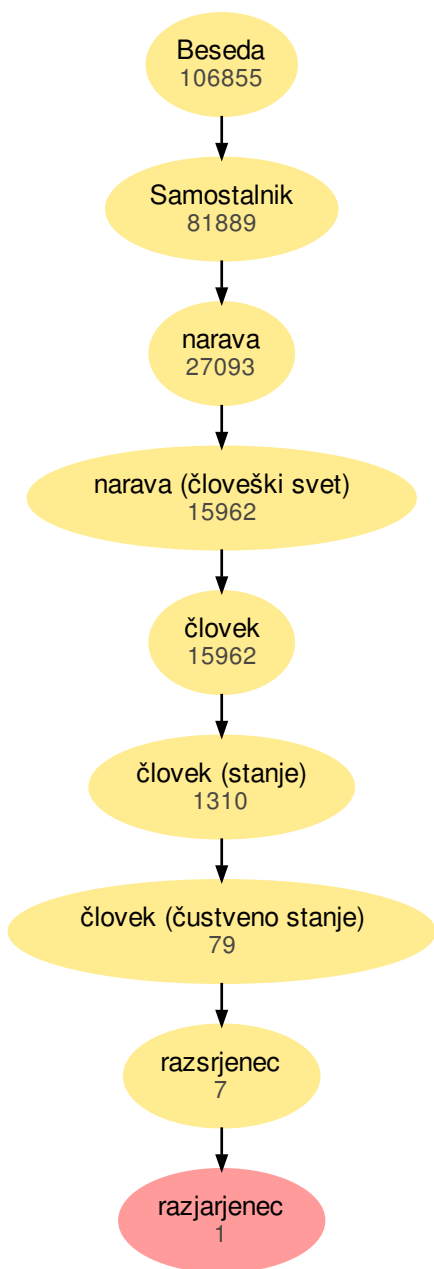 Beseda
106855
Samostalnik
81889
narava
27093
narava (človeški svet)
15962
človek
15962
človek (stanje)
1310
človek (čustveno stanje)
79
razsrjenec
7
razjarjenec
1